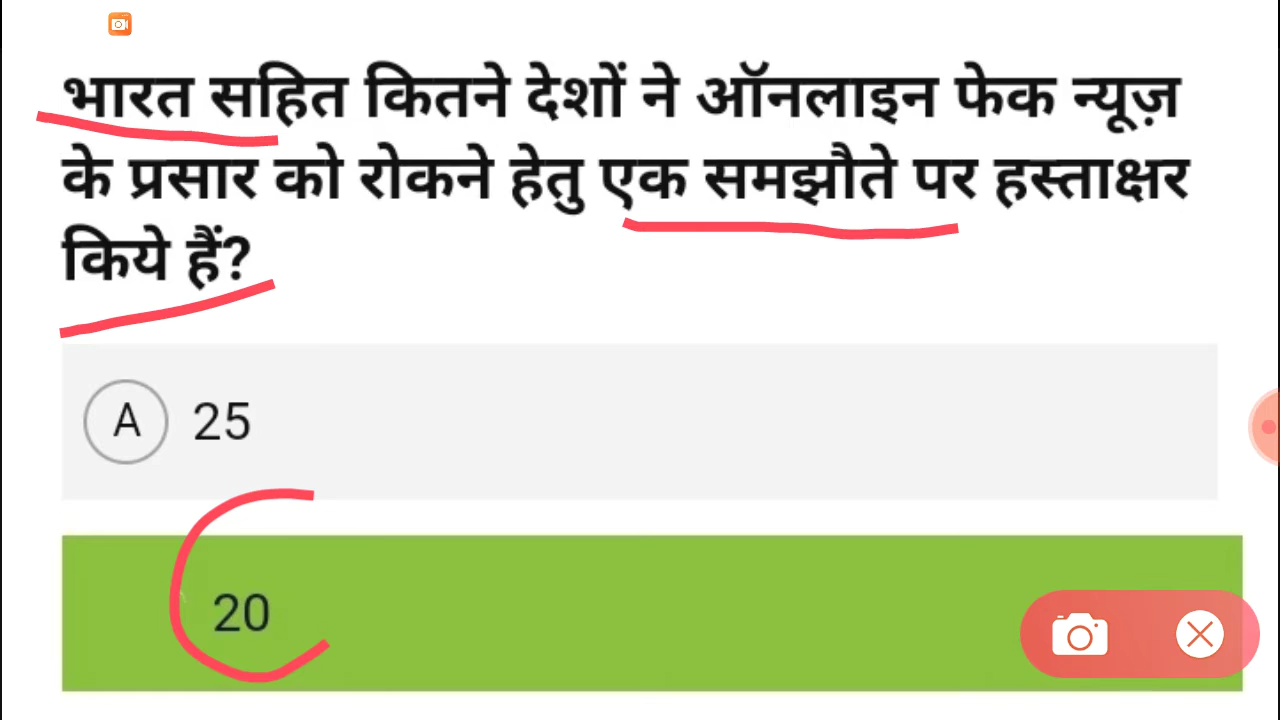 भारत सहित कितने देशों ने ऑनलाइन फेक न्यूज़
के प्रसार को रोकने हेतु एक समझौते पर हस्ताक्षर
किये हैं?
A 25
20